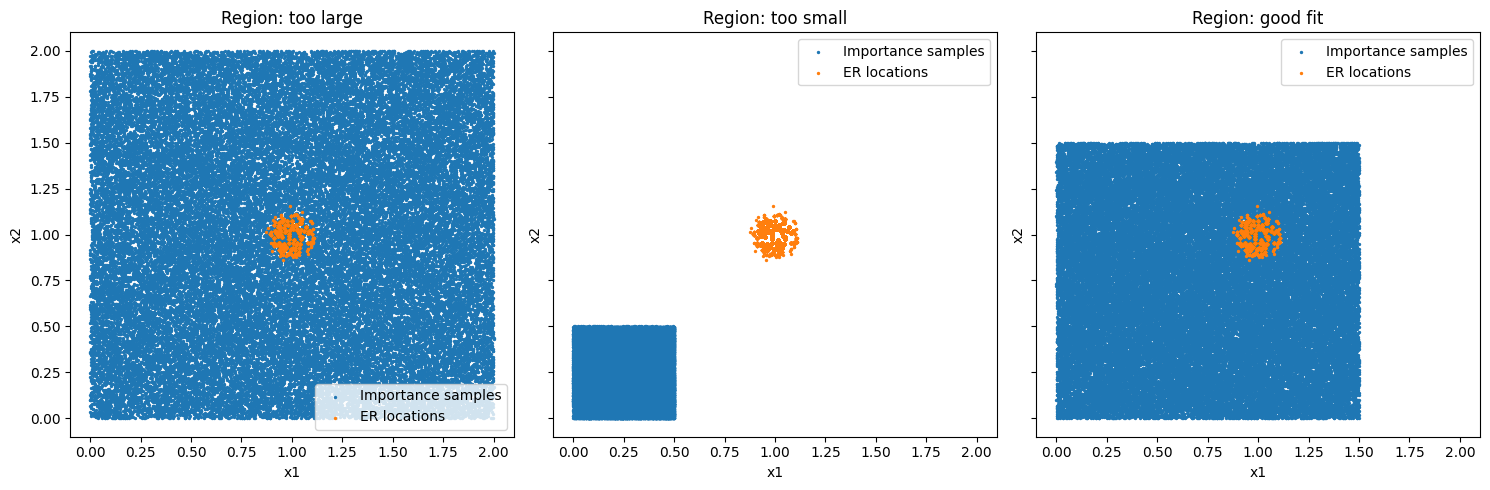 Region: too large
2.00
1.75
1.50
1.25
1.00
0.75
0.50
0.25
0.00
x2
Importance samples
ER locations
0.00 0.25 0.50 0.75 1.00 1.25 1.50 1.75 2.00
x1
Region: too small
Importance samples
ER locations
x2
0.00 0.25 0.50 0.75 1.00 1.25 1.50 1.75 2.00
x1
Region: good fit
Importance samples
ER locations
x2
0.00 0.25 0.50 0.75 1.00 1.25 1.50 1.75 2.00
x1